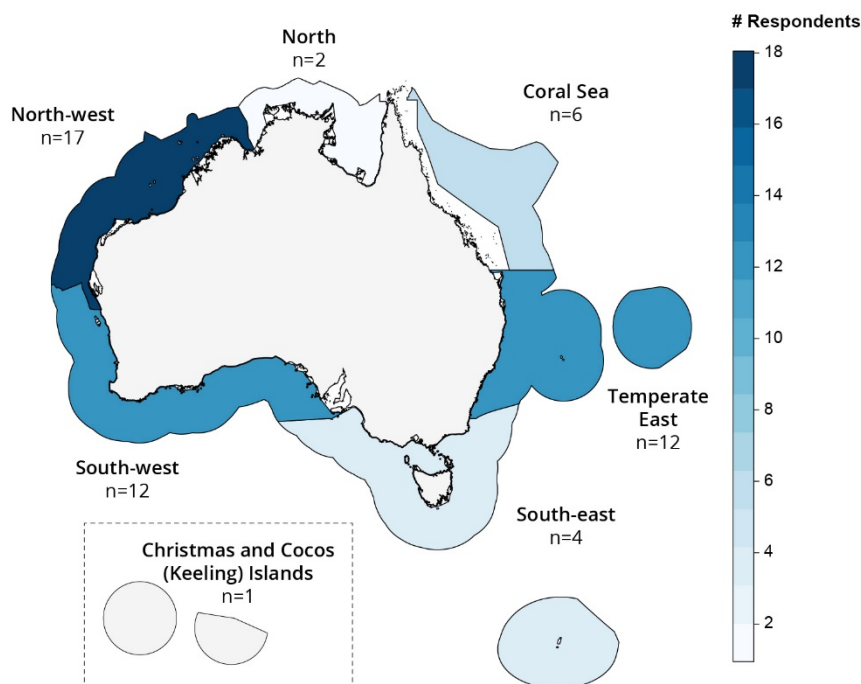 # Respondents
North
n=2
North-west
n=17
Coral Sea
n=6
Temperate
East
n=12
South-west
n=12
South-east
n=4
Christmas and Cocos
(Keeling) Islands
n=1
18
16
14
12
10
8
6
4
2